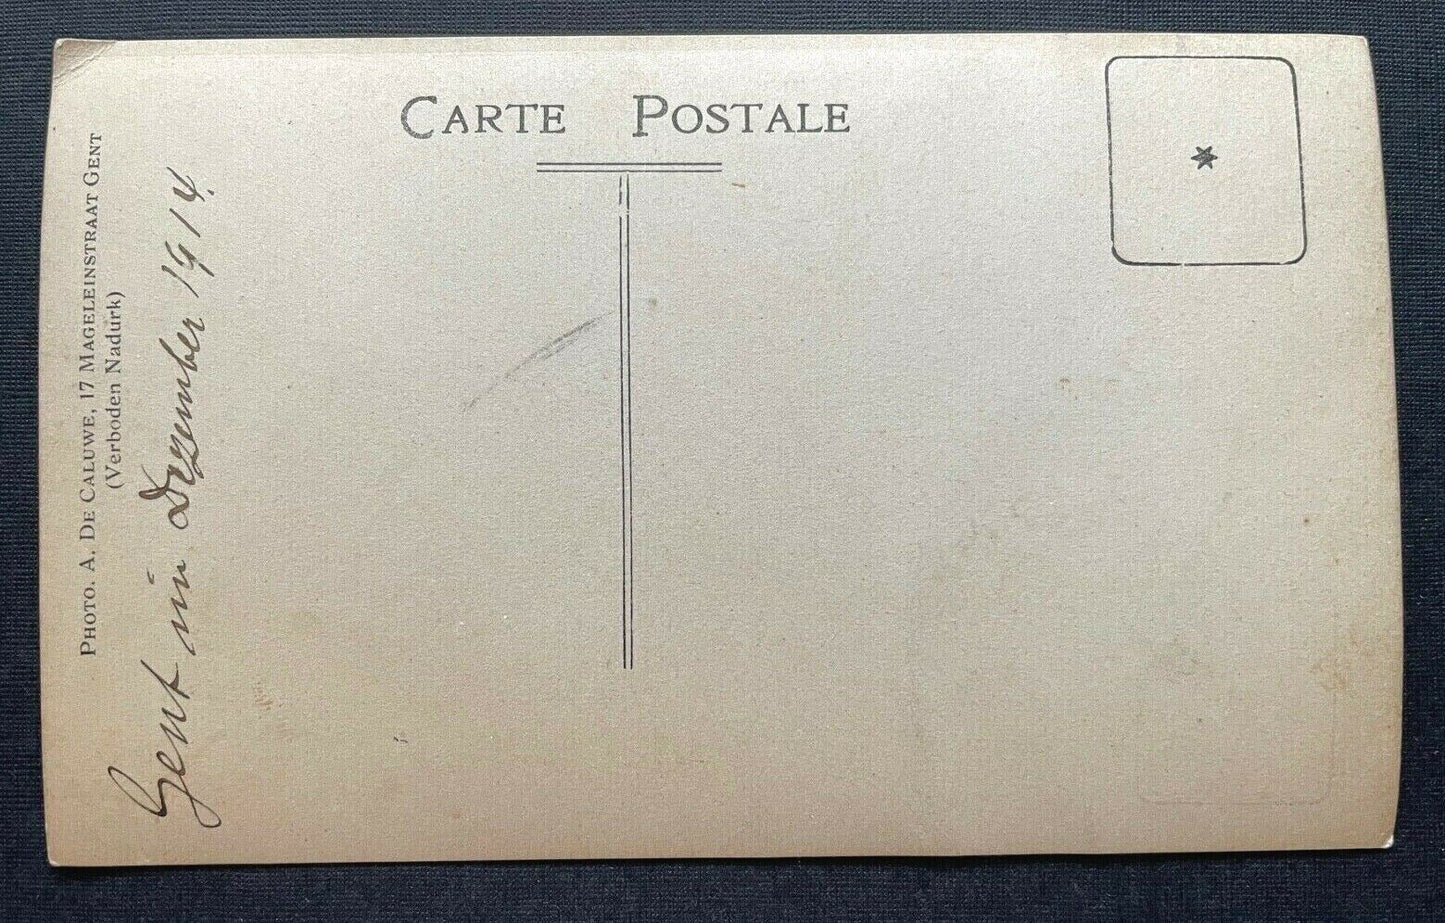 CARTE POSTALE
PHOTO. A. DE CALUWE, 17 MAGELEINSTRAAT GENT
(Verboden Nadurk)
Gent im Dezember 1914.